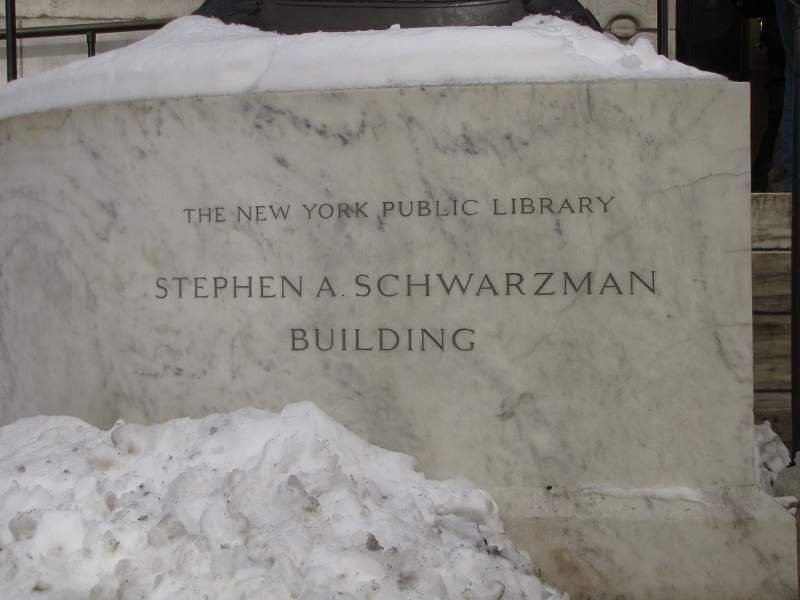 THE NEW YORK PUBLIC LIBRARY
STEPHEN A. SCHWARZMAN
BUILDING